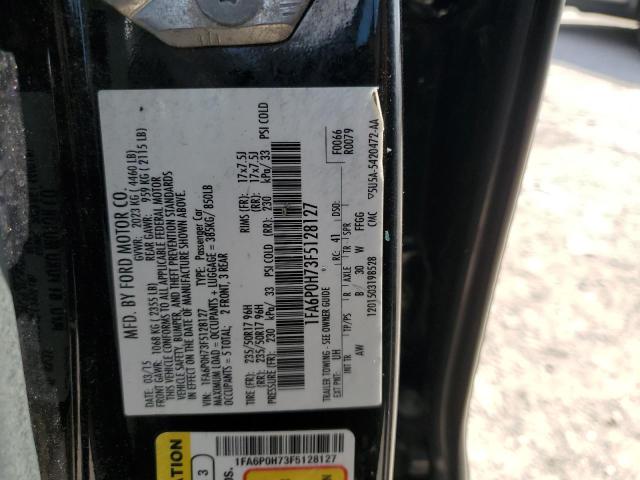 MFD. BY FORD MOTOR CO.
DATE: 03/15 GVWR: 2023 KG (4460 LB)
FRONT GAWR: 1068 KG (2355 LB) REAR GAWR: 959 KG (2115 LB)
THIS VEHICLE CONFORMS TO ALL APPLICABLE FEDERAL MOTOR
VEHICLE SAFETY, BUMPER, AND THEFT PREVENTION STANDARDS
IN EFFECT ON THE DATE OF MANUFACTURE SHOWN ABOVE.
VIN: 1FA6P0H73F5128127 TYPE: Passenger Car
MAXIMUM LOAD = OCCUPANTS + LUGGAGE = 385KG/ 850LB
OCCUPANTS = 5 TOTAL: 2 FRONT, 3 REAR
TIRE (FR): 235/50R17 96H RIMS (FR): 17x7.5J
(RR): 235/50R17 96H (RR): 17x7.5J
PRESSURE (FR): 230 kPa/ 33 PSI COLD (RR): 230 kPa/ 33 PSI COLD
1FA6P0H73F5128127
F0066
R0079
TRAILER TOWING - SEE OWNER GUIDE
EXT PNT: UH RC: 41 DSO:
INT TR TP/PS R AXLE TR SPR
AW B 30 W FFGG
1201503198528 CMC 5U5A-5420472-AA
1FA6P0H73F5128127
3